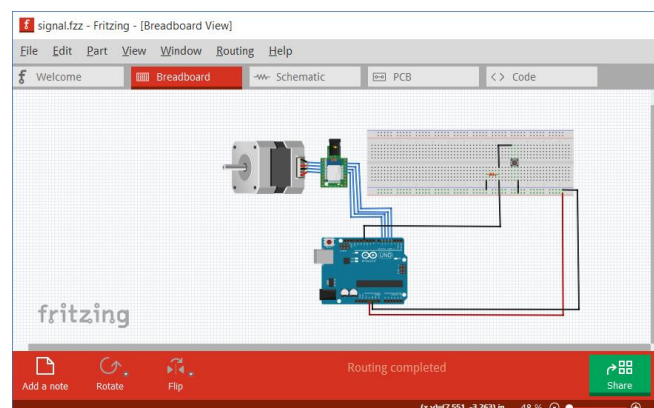 signal.fzz - Fritzing - [Breadboard View]
File Edit Part View Window Routing Help
Welcome Breadboard Schematic PCB <> Code
UNO
fritzing
Routing completed
Add a note Rotate Flip Share
48 %